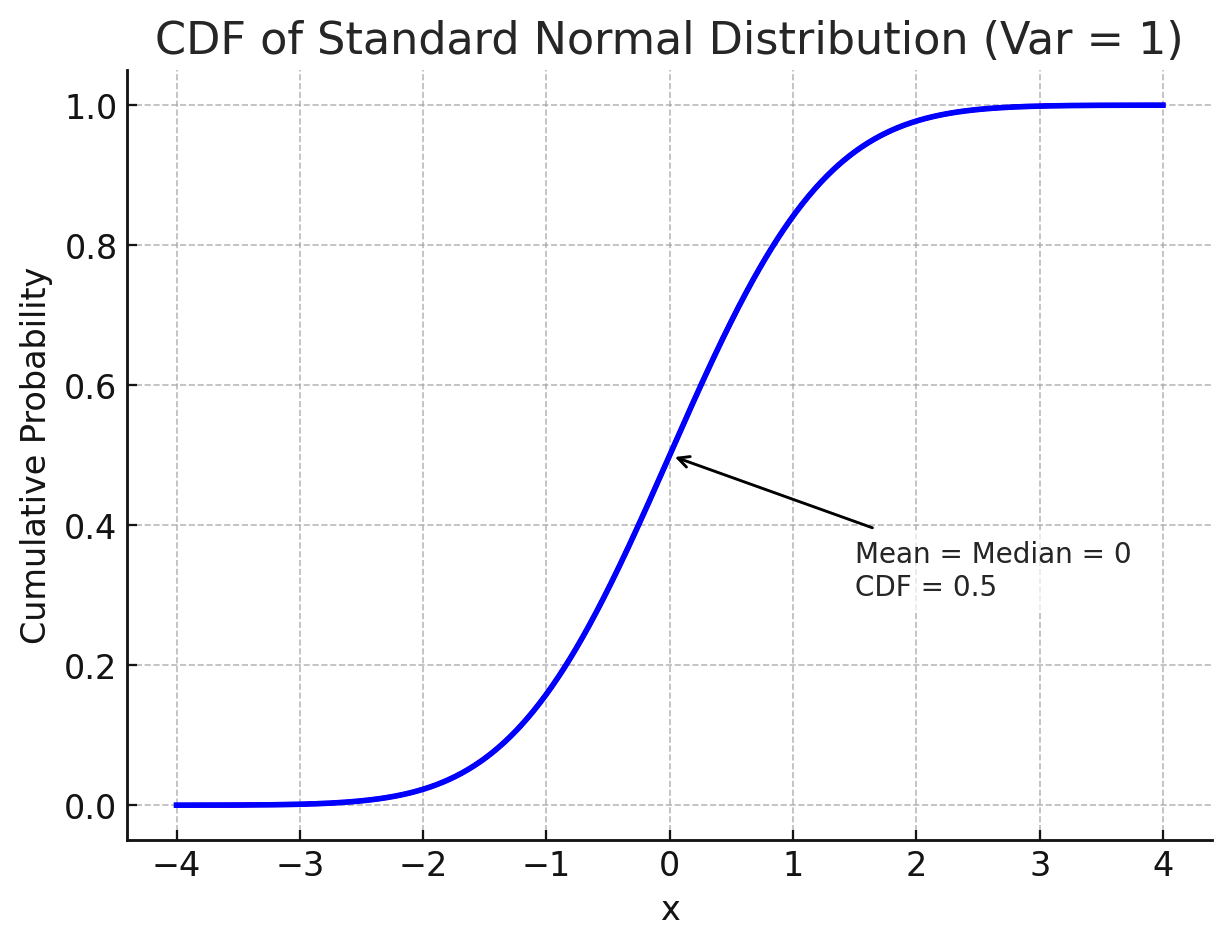 CDF of Standard Normal Distribution (Var = 1)
Cumulative Probability
1.0
0.8
0.6
0.4
0.2
0.0
Mean = Median = 0
CDF = 0.5
−4 −3 −2 −1 0 1 2 3 4
x